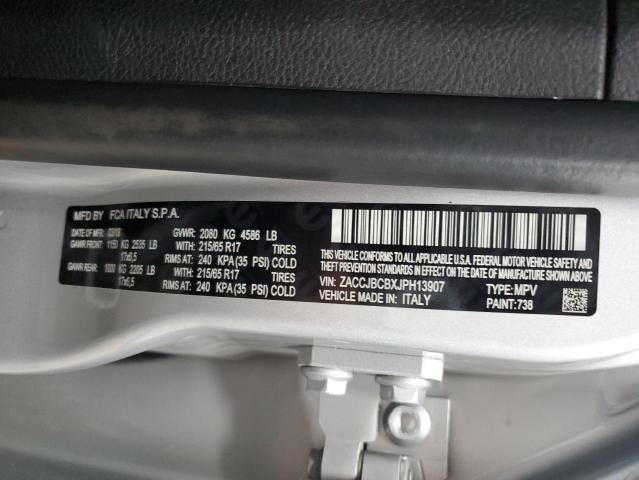 MFD BY FCA ITALY S.P.A.
DATE OF MFR: 03/18 GVWR: 2080 KG 4586 LB
GAWR FRONT: 1150 KG 2535 LB WITH: 215/65 R17 TIRES
17x6,5 RIMS AT: 240 KPA(35 PSI) COLD
GAWR REAR: 1000 KG 2205 LB WITH: 215/65 R17 TIRES
17x6,5 RIMS AT: 240 KPA(35 PSI) COLD
THIS VEHICLE CONFORMS TO ALL APPLICABLE U.S.A. FEDERAL MOTOR VEHICLE SAFETY
BUMPER, AND THEFT PREVENTION STANDARDS IN EFFECT ON THE DATE OF MANUFACTURE SHOWN ABOVE.
VIN: ZACCJBCBXJPH13907 TYPE: MPV
VEHICLE MADE IN: ITALY PAINT: 738